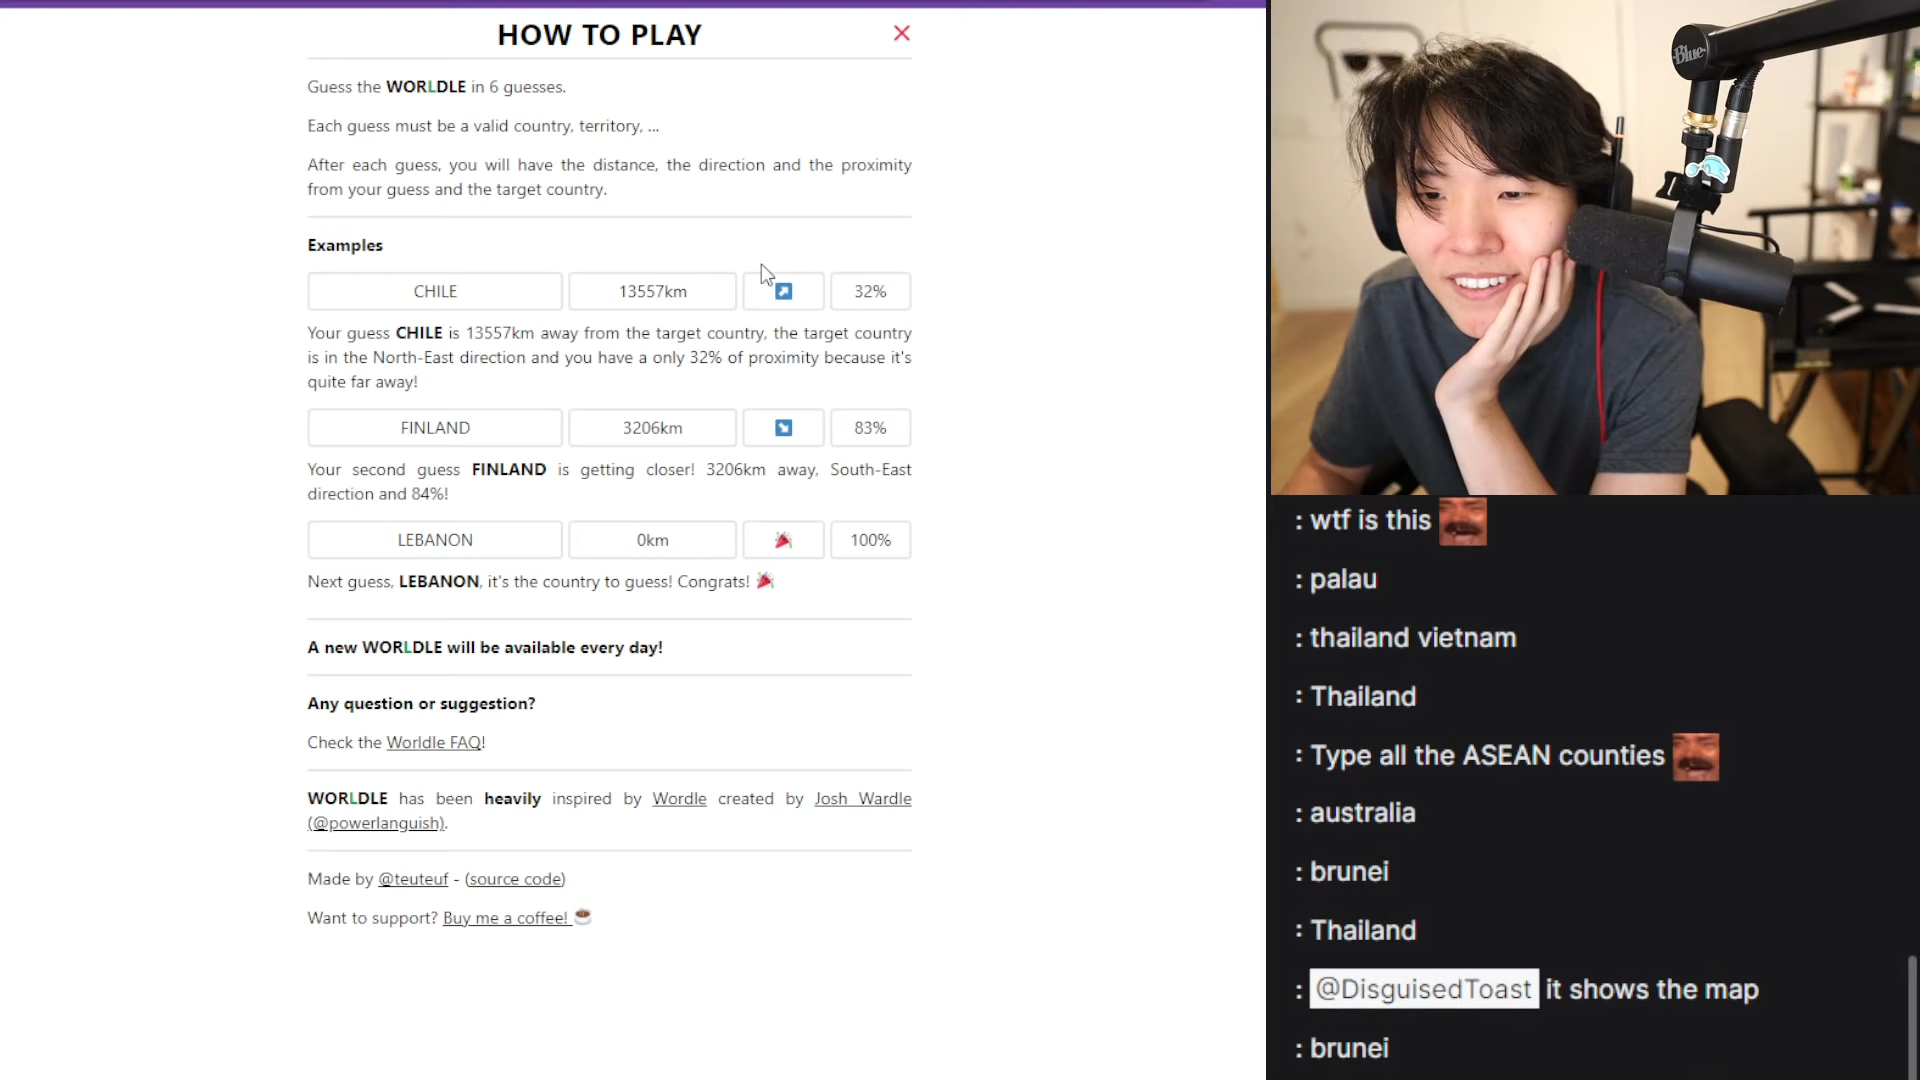 HOW TO PLAY
Guess the WORLDLE in 6 guesses.
Each guess must be a valid country, territory, ...
After each guess, you will have the distance, the direction and the proximity
from your guess and the target country.
Examples
CHILE 13557km 32%
Your guess CHILE is 13557km away from the target country, the target country
is in the North-East direction and you have a only 32% of proximity because it's
quite far away!
FINLAND 3206km 83%
Your second guess FINLAND is getting closer! 3206km away, South-East
direction and 84%!
LEBANON 0km 100%
Next guess, LEBANON, it's the country to guess! Congrats!
A new WORLDLE will be available every day!
Any question or suggestion?
Check the Worldle FAQ!
WORLDLE has been heavily inspired by Wordle created by Josh Wardle
(@powerlanguish).
Made by @teuteuf - (source code)
Want to support? Buy me a coffee!
Blue
: wtf is this
: palau
: thailand vietnam
: Thailand
: Type all the ASEAN counties
: australia
: brunei
: Thailand
: @DisguisedToast it shows the map
: brunei